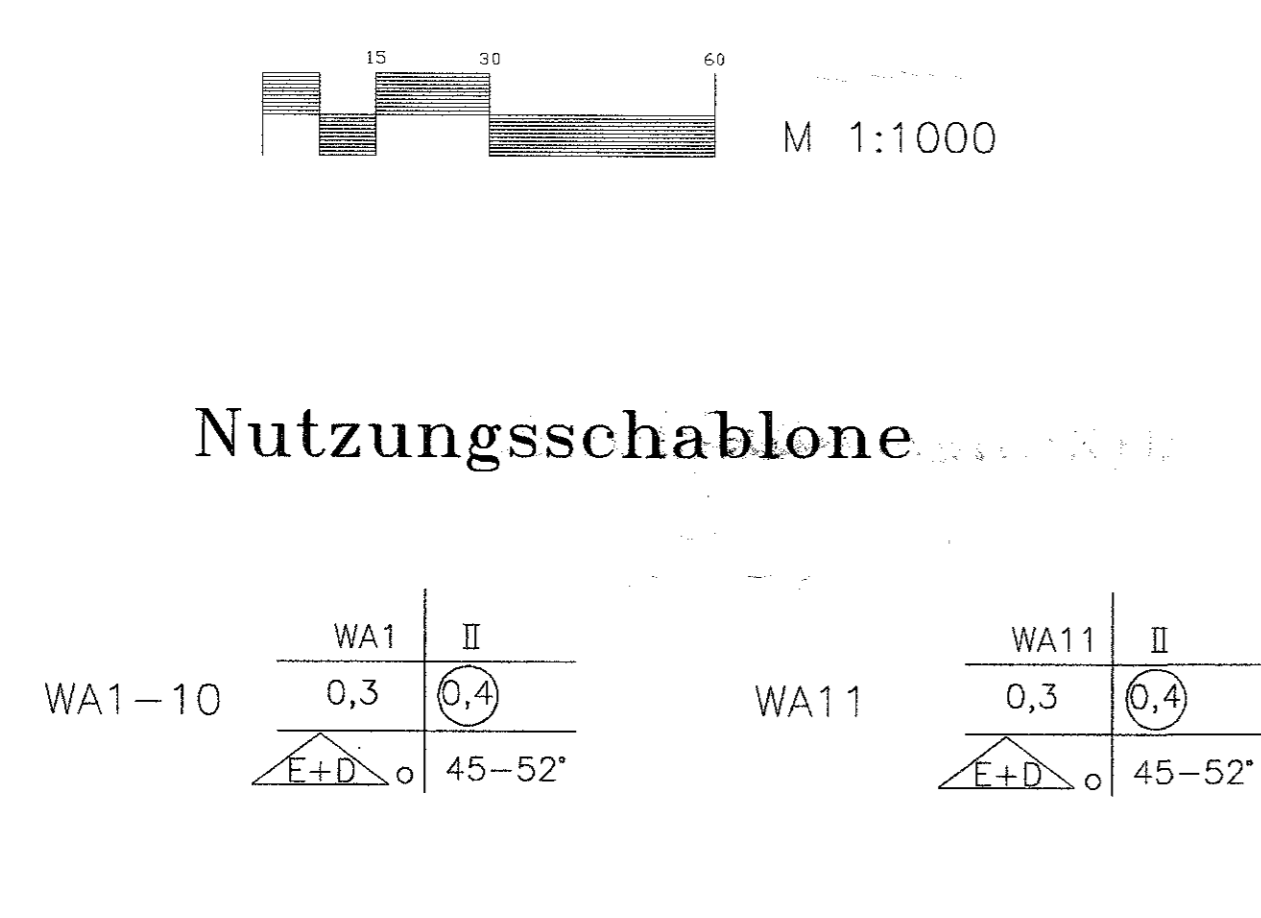 15 30 60
M 1:1000
Nutzungsschablone
WA1-10
WA1 II
0,3 0,4
E+D o 45-52°
WA11
WA11 II
0,3 0,4
E+D o 45-52°